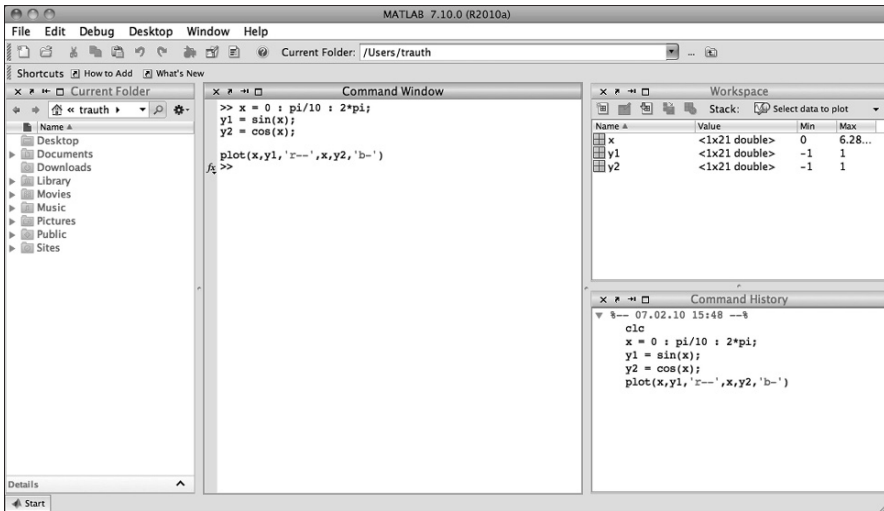 MATLAB 7.10.0 (R2010a)
File Edit Debug Desktop Window Help
Current Folder: /Users/trauth
Shortcuts How to Add What's New
Current Folder
« trauth
Name
Desktop
Documents
Downloads
Library
Movies
Music
Pictures
Public
Sites
Details
Start
Command Window
>> x = 0 : pi/10 : 2*pi;
y1 = sin(x);
y2 = cos(x);
plot(x,y1,'r--',x,y2,'b-')
fx >>
Workspace
Stack: Select data to plot
Name Value Min Max
x <1x21 double> 0 6.28...
y1 <1x21 double> -1 1
y2 <1x21 double> -1 1
Command History
%-- 07.02.10 15:48 --%
clc
x = 0 : pi/10 : 2*pi;
y1 = sin(x);
y2 = cos(x);
plot(x,y1,'r--',x,y2,'b-')